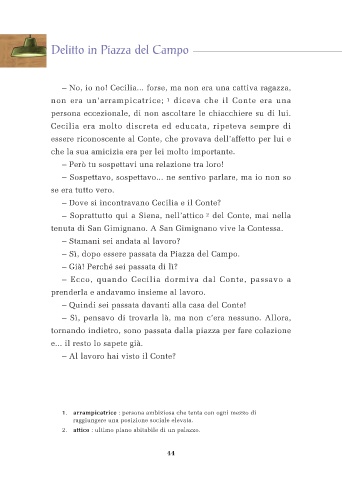 Delitto in Piazza del Campo
– No, io no! Cecilia... forse, ma non era una cattiva ragazza,
non era un'arrampicatrice; 1 diceva che il Conte era una
persona eccezionale, di non ascoltare le chiacchiere su di lui.
Cecilia era molto discreta ed educata, ripeteva sempre di
essere riconoscente al Conte, che provava dell'affetto per lui e
che la sua amicizia era per lei molto importante.
– Però tu sospettavi una relazione tra loro!
– Sospettavo, sospettavo... ne sentivo parlare, ma io non so
se era tutto vero.
– Dove si incontravano Cecilia e il Conte?
– Soprattutto qui a Siena, nell'attico 2 del Conte, mai nella
tenuta di San Gimignano. A San Gimignano vive la Contessa.
– Stamani sei andata al lavoro?
– Sì, dopo essere passata da Piazza del Campo.
– Già! Perché sei passata di lì?
– Ecco, quando Cecilia dormiva dal Conte, passavo a
prenderla e andavamo insieme al lavoro.
– Quindi sei passata davanti alla casa del Conte!
– Sì, pensavo di trovarla là, ma non c'era nessuno. Allora,
tornando indietro, sono passata dalla piazza per fare colazione
e... il resto lo sapete già.
– Al lavoro hai visto il Conte?
1. arrampicatrice : persona ambiziosa che tenta con ogni mezzo di
raggiungere una posizione sociale elevata.
2. attico : ultimo piano abitabile di un palazzo.
44